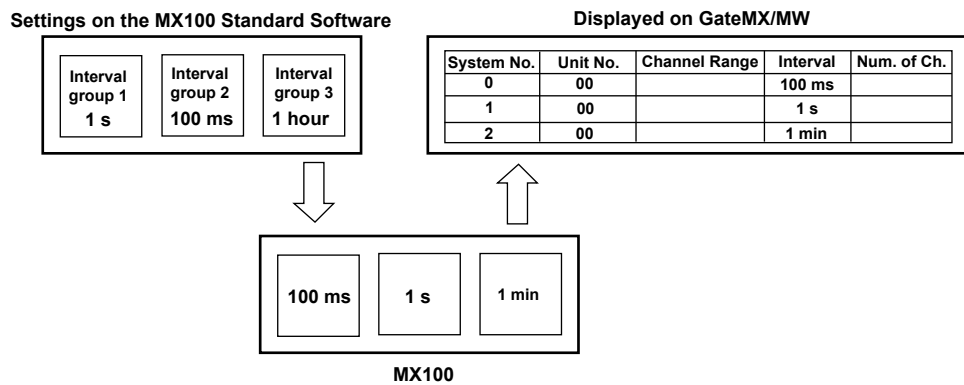 Settings on the MX100 Standard Software
Interval
group 1
1 s
Interval
group 2
100 ms
Interval
group 3
1 hour
Displayed on GateMX/MW
System No. Unit No. Channel Range Interval Num. of Ch.
0 00 100 ms
1 00 1 s
2 00 1 min
100 ms
1 s
1 min
MX100